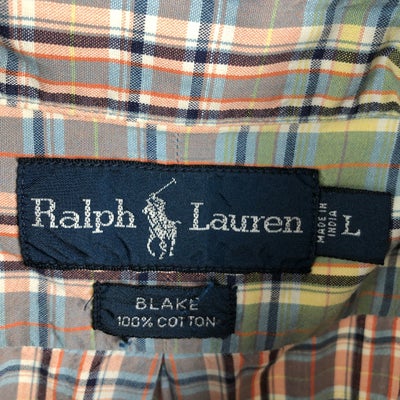 Ralph Lauren
MADE IN
INDIA
L
BLAKE
100% COTTON